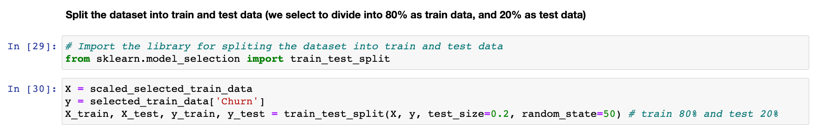 Split the dataset into train and test data (we select to divide into 80% as train data, and 20% as test data)
In [29]: # Import the library for spliting the dataset into train and test data
from sklearn.model_selection import train_test_split
In [30]: X = scaled_selected_train_data
y = selected_train_data['Churn']
X_train, X_test, y_train, y_test = train_test_split(X, y, test_size=0.2, random_state=50) # train 80% and test 20%